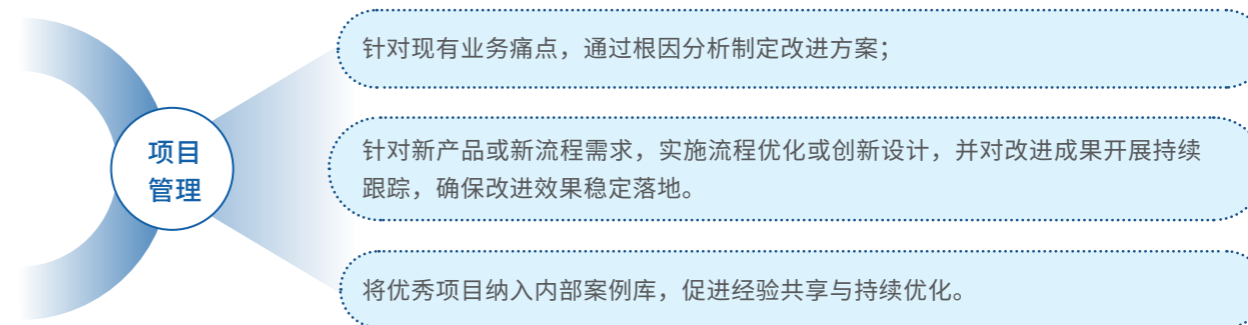 项目
管理
针对现有业务痛点，通过根因分析制定改进方案；
针对新产品或新流程需求，实施流程优化或创新设计，并对改进成果开展持续
跟踪，确保改进效果稳定落地。
将优秀项目纳入内部案例库，促进经验共享与持续优化。